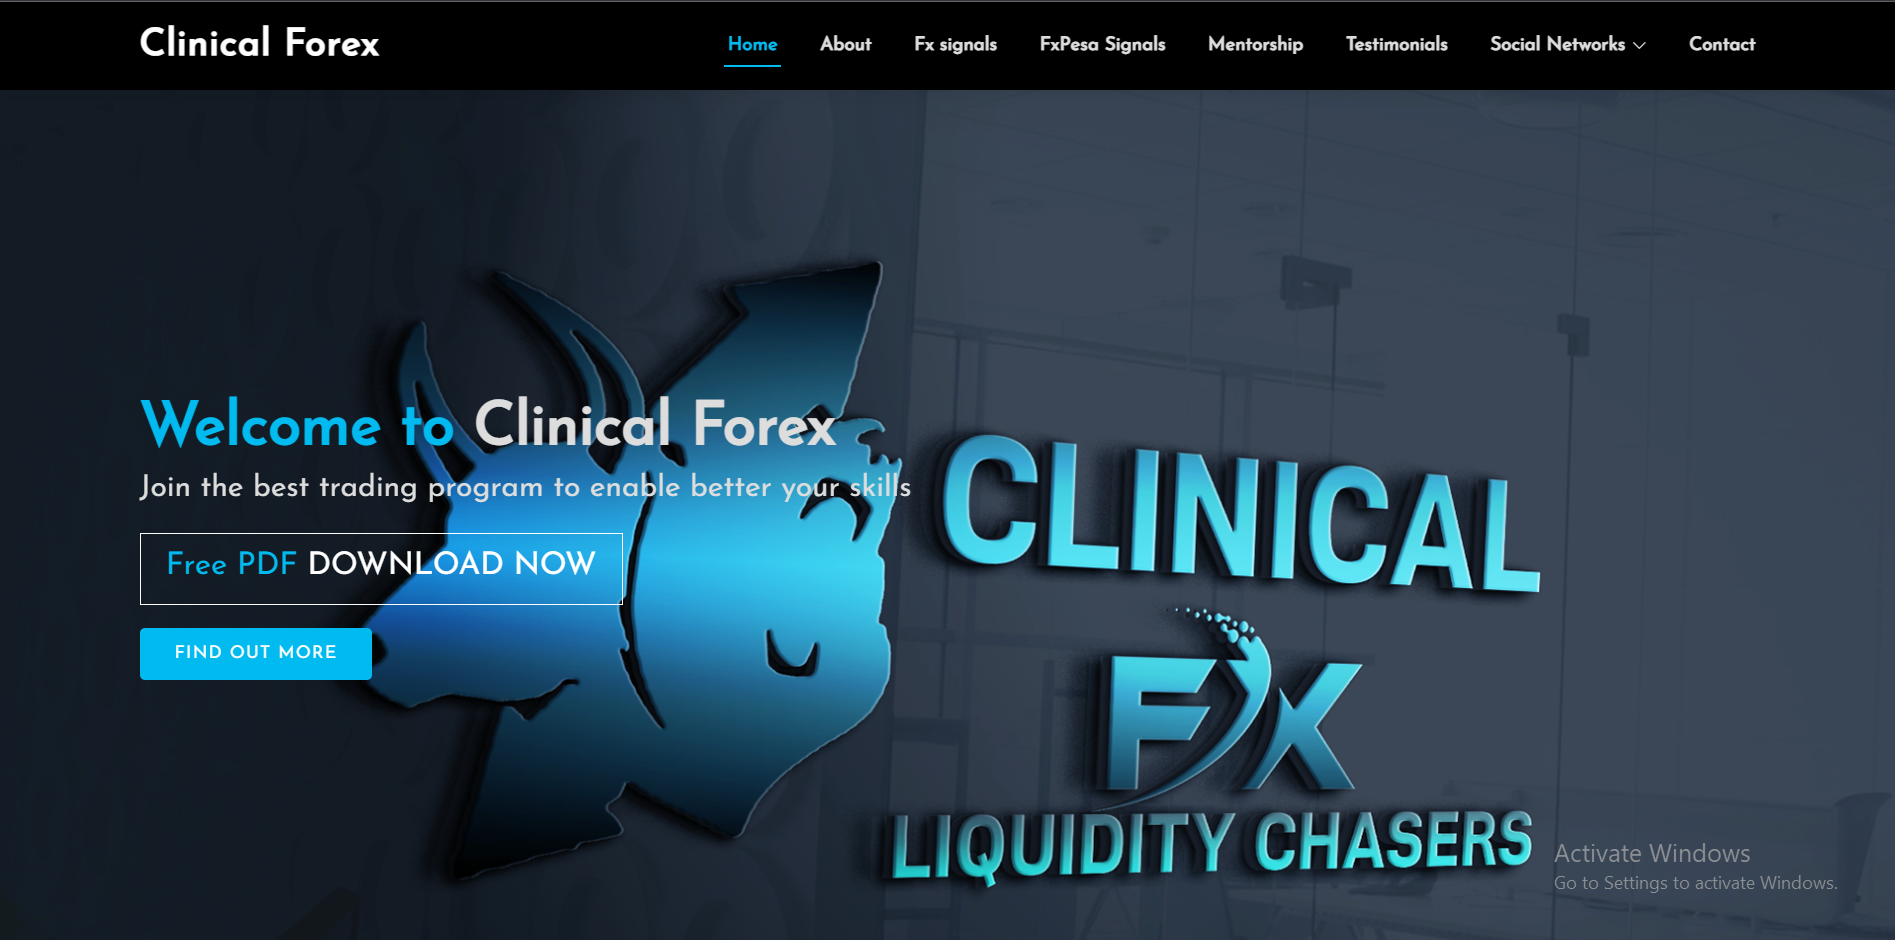 Clinical Forex
Home About Fx signals FxPesa Signals Mentorship Testimonials Social Networks Contact
Welcome to Clinical Forex
Join the best trading program to enable better your skills
Free PDF DOWNLOAD NOW
FIND OUT MORE
CLINICAL
FX
LIQUIDITY CHASERS
Activate Windows
Go to Settings to activate Windows.